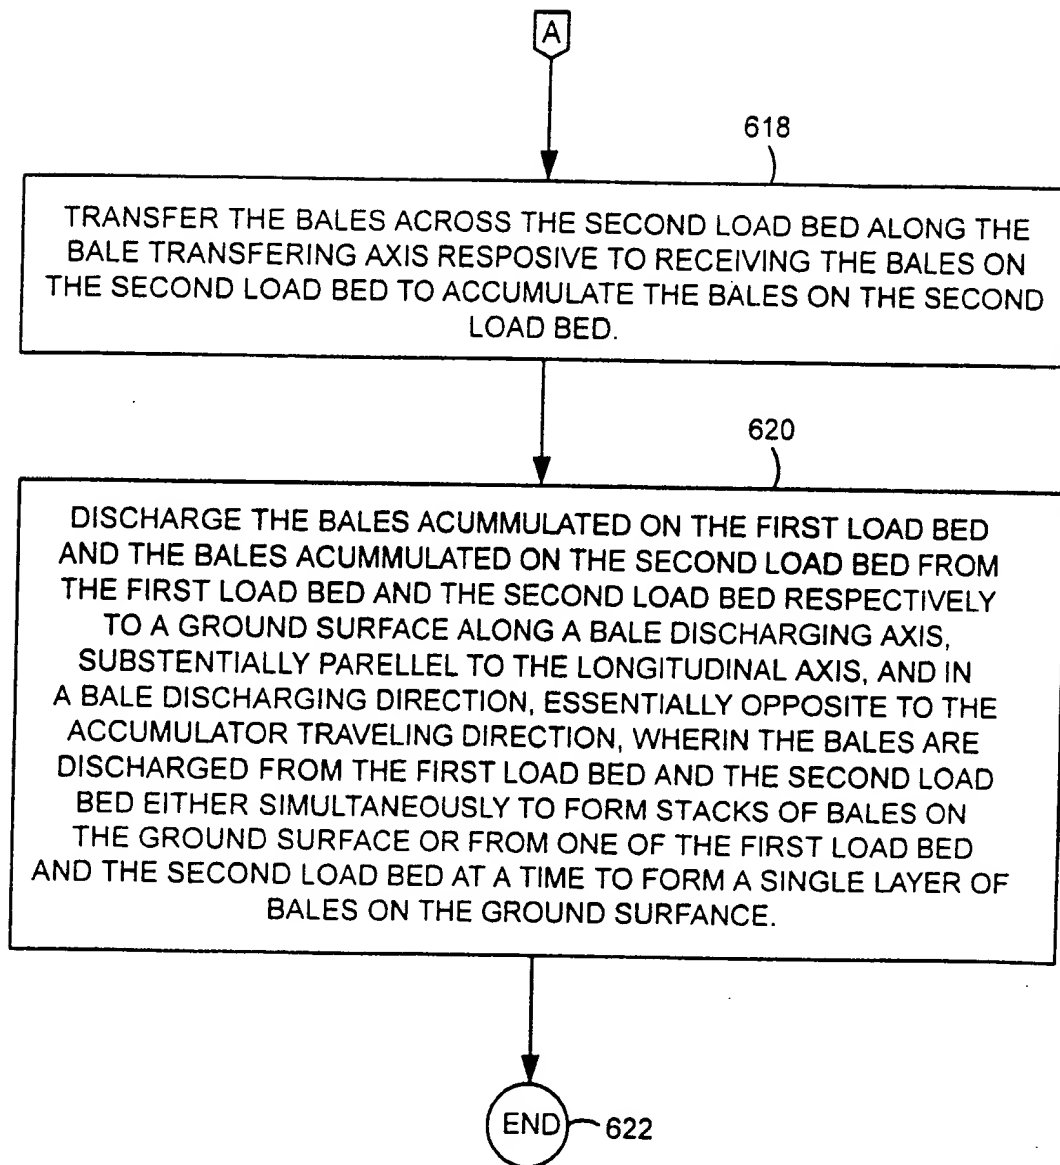 A
618
TRANSFER THE BALES ACROSS THE SECOND LOAD BED ALONG THE
BALE TRANSFERING AXIS RESPOSIVE TO RECEIVING THE BALES ON
THE SECOND LOAD BED TO ACCUMULATE THE BALES ON THE SECOND
LOAD BED.
620
DISCHARGE THE BALES ACUMMULATED ON THE FIRST LOAD BED
AND THE BALES ACUMMULATED ON THE SECOND LOAD BED FROM
THE FIRST LOAD BED AND THE SECOND LOAD BED RESPECTIVELY
TO A GROUND SURFACE ALONG A BALE DISCHARGING AXIS,
SUBSTENTIALLY PARELLEL TO THE LONGITUDINAL AXIS, AND IN
A BALE DISCHARGING DIRECTION, ESSENTIALLY OPPOSITE TO THE
ACCUMULATOR TRAVELING DIRECTION, WHERIN THE BALES ARE
DISCHARGED FROM THE FIRST LOAD BED AND THE SECOND LOAD
BED EITHER SIMULTANEOUSLY TO FORM STACKS OF BALES ON
THE GROUND SURFACE OR FROM ONE OF THE FIRST LOAD BED
AND THE SECOND LOAD BED AT A TIME TO FORM A SINGLE LAYER OF
BALES ON THE GROUND SURFANCE.
END
622